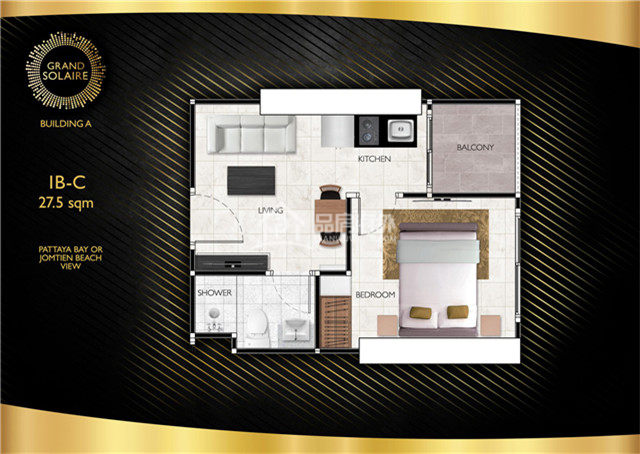 GRAND
SOLAIRE
BUILDING A
1B-C
27.5 sqm
PATTAYA BAY OR
JOMTIEN BEACH
VIEW
KITCHEN
BALCONY
LIVING
SHOWER
BEDROOM